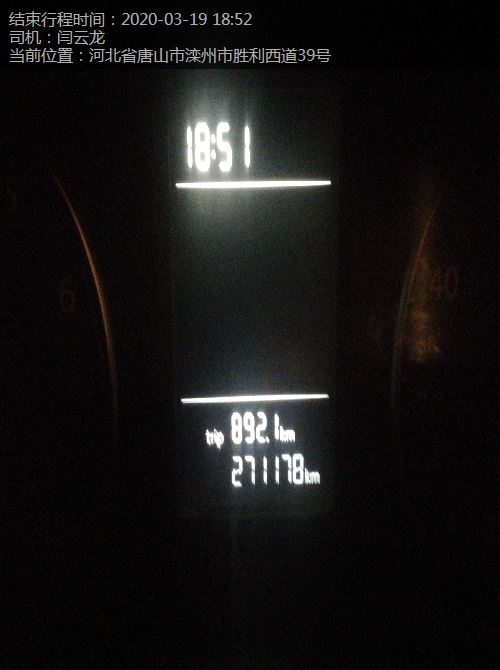 结束行程时间：2020-03-19 18:52
司机：闫云龙
当前位置：河北省唐山市滦州市胜利西道39号
18:51
trip 892.1km
271178km
6